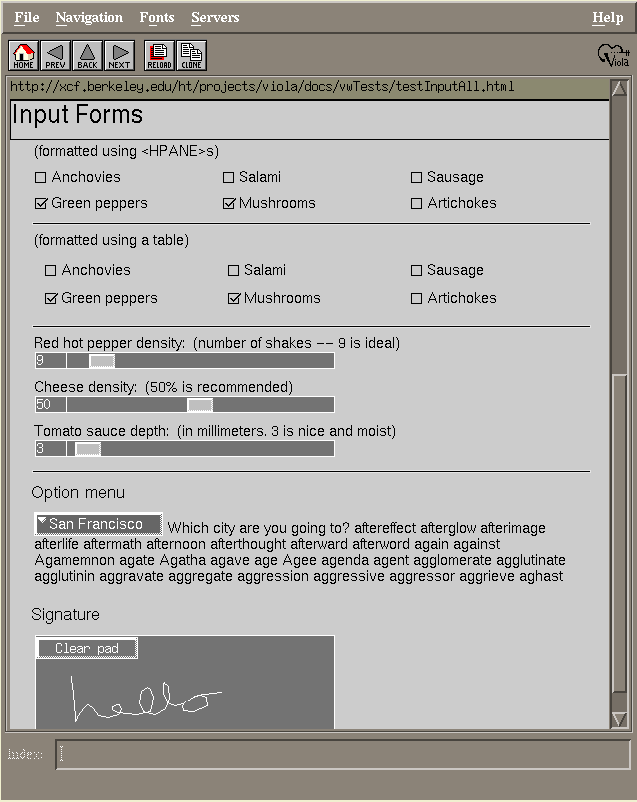 File Navigation Fonts Servers Help
HOME PREV BACK NEXT RELOAD CLONE Viola
http://xcf.berkeley.edu/ht/projects/viola/docs/vwTests/testInputAll.html
Input Forms
(formatted using <HPANE>s)
Anchovies Salami Sausage
Green peppers Mushrooms Artichokes
(formatted using a table)
Anchovies Salami Sausage
Green peppers Mushrooms Artichokes
Red hot pepper density: (number of shakes -- 9 is ideal)
9
Cheese density: (50% is recommended)
50
Tomato sauce depth: (in millimeters. 3 is nice and moist)
3
Option menu
San Francisco Which city are you going? aftereffect afterglow afterimage
afterlife aftermath afternoon afterthought afterward afterword again against
Agamemnon agate Agatha agave age Agee agenda agent agglomerate agglutinate
agglutinin aggravate aggregate aggression aggressive aggressor aggrieve aghast
Signature
Clear pad
hello
Index: